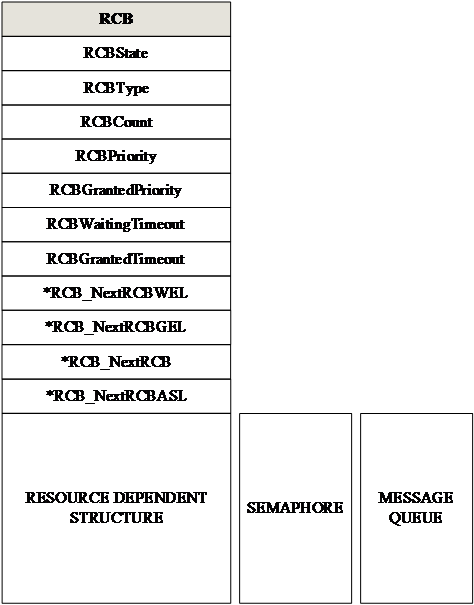 RCB
RCBState
RCBType
RCBCount
RCBPriority
RCBGrantedPriority
RCBWaitingTimeout
RCBGrantedTimeout
*RCB_NextRCBWEL
*RCB_NextRCBGEL
*RCB_NextRCB
*RCB_NextRCBASL
RESOURCE DEPENDENT
STRUCTURE
SEMAPHORE
MESSAGE
QUEUE